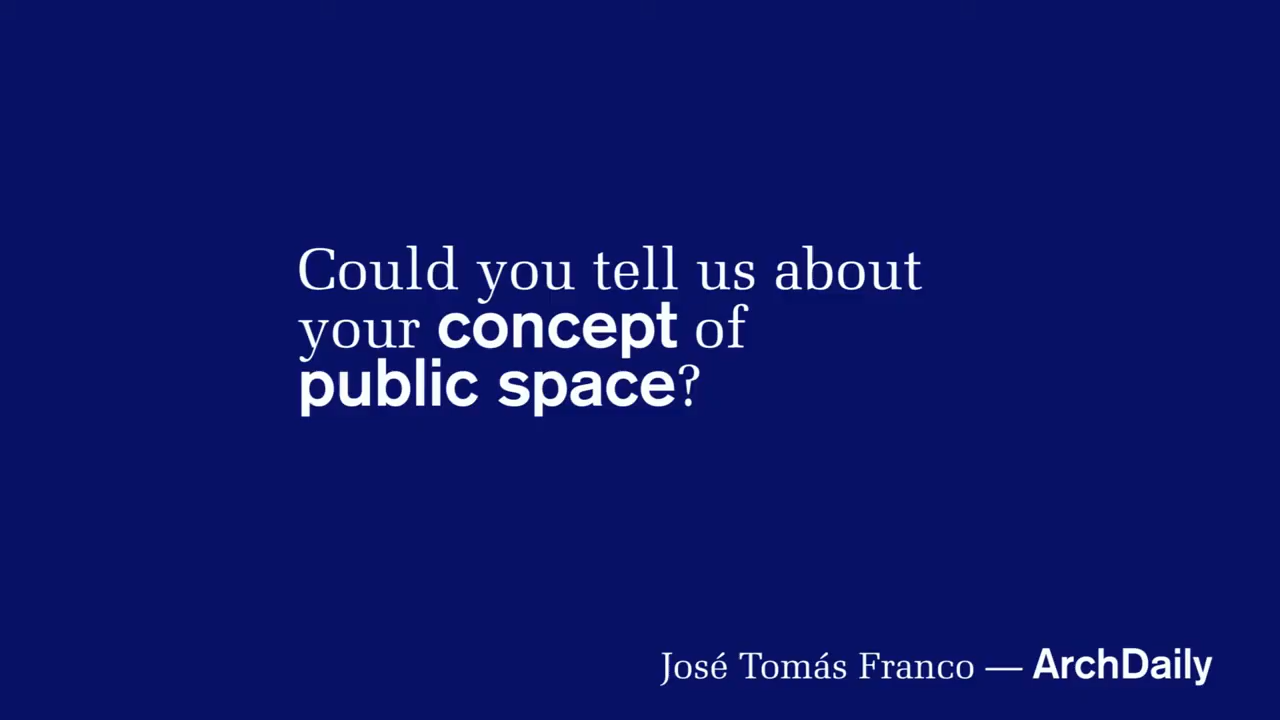 Could you tell us about
your concept of
public space?
José Tomás Franco — ArchDaily